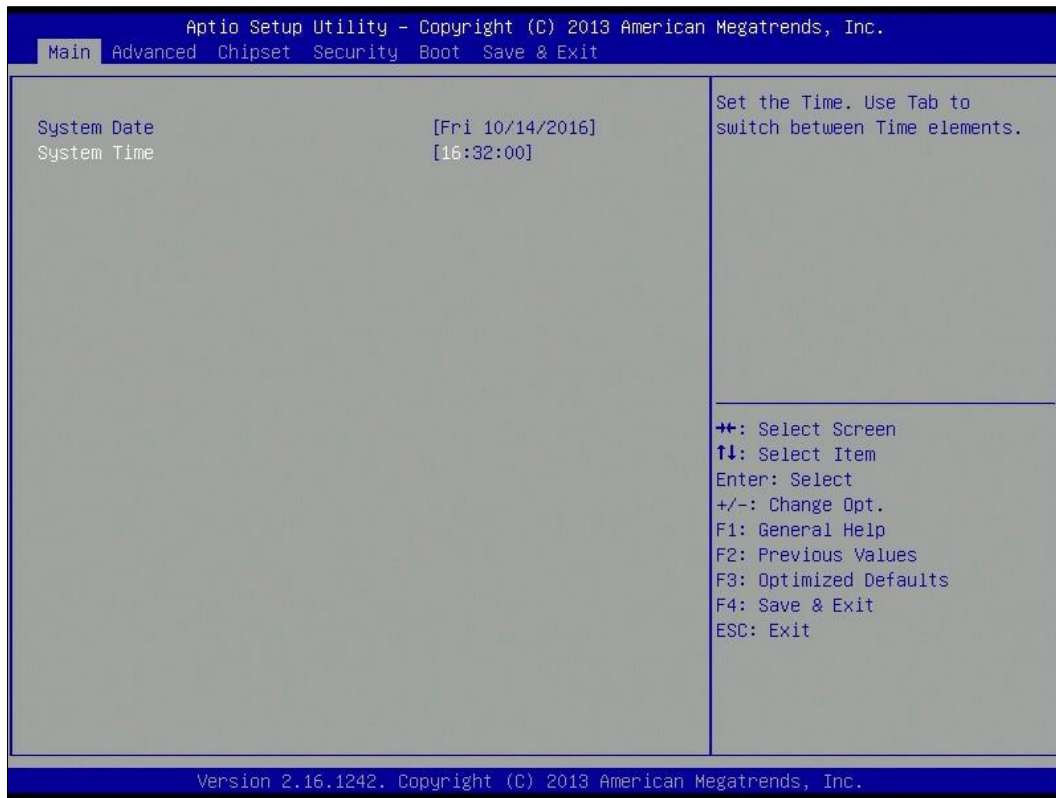 Aptio Setup Utility – Copyright (C) 2013 American Megatrends, Inc.
Main Advanced Chipset Security Boot Save & Exit
System Date [Fri 10/14/2016]
System Time [16:32:00]
Set the Time. Use Tab to
switch between Time elements.
→←: Select Screen
↑↓: Select Item
Enter: Select
+/-: Change Opt.
F1: General Help
F2: Previous Values
F3: Optimized Defaults
F4: Save & Exit
ESC: Exit
Version 2.16.1242. Copyright (C) 2013 American Megatrends, Inc.